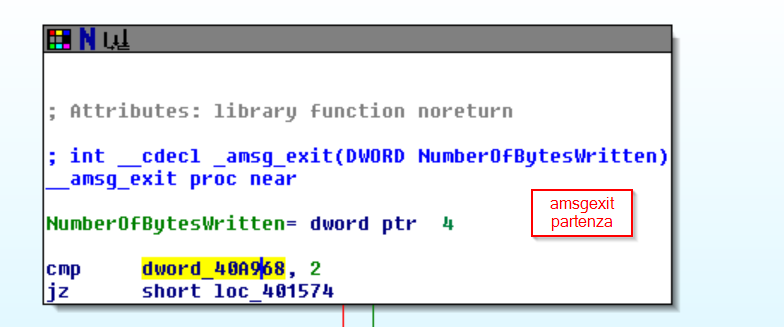 ; Attributes: library function noreturn
; int __cdecl _amsg_exit(DWORD NumberOfBytesWritten)
__amsg_exit proc near
NumberOfBytesWritten= dword ptr  4
amsgexit
partenza
cmp     dword_40A968, 2
jz      short loc_401574